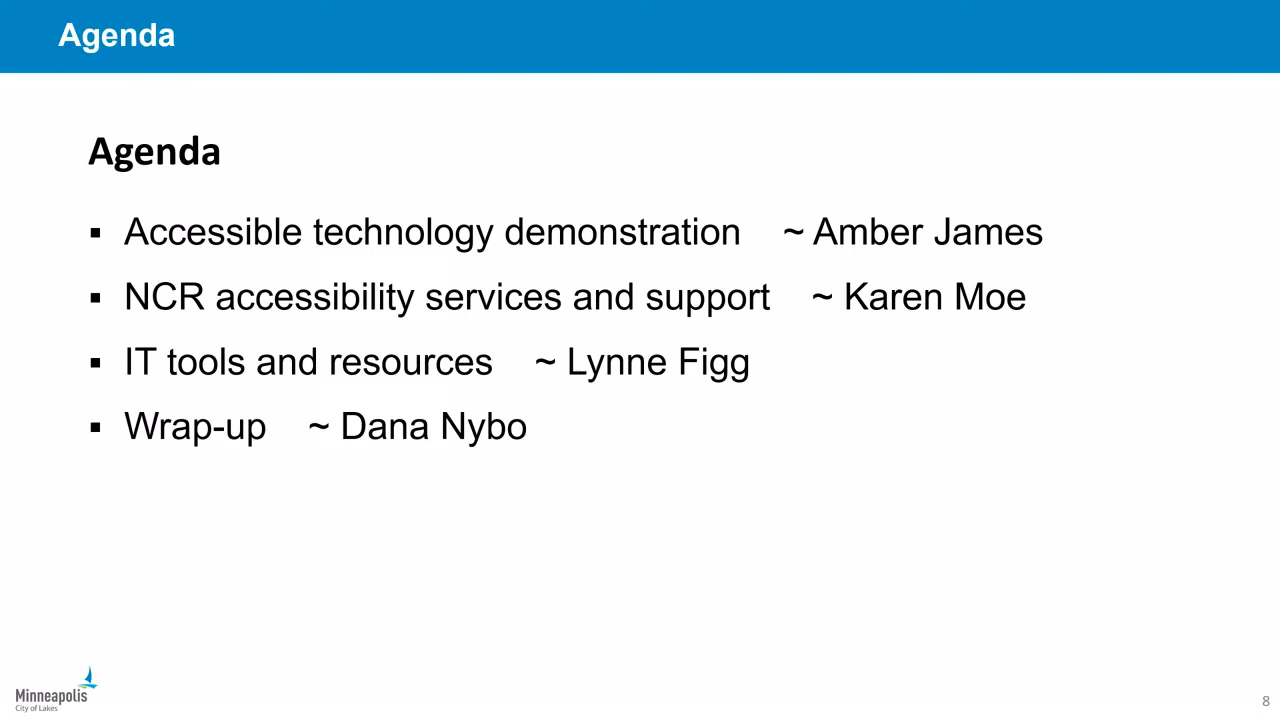 Agenda
Agenda
▪ Accessible technology demonstration ~ Amber James
▪ NCR accessibility services and support ~ Karen Moe
▪ IT tools and resources ~ Lynne Figg
▪ Wrap-up ~ Dana Nybo
Minneapolis
City of Lakes
8